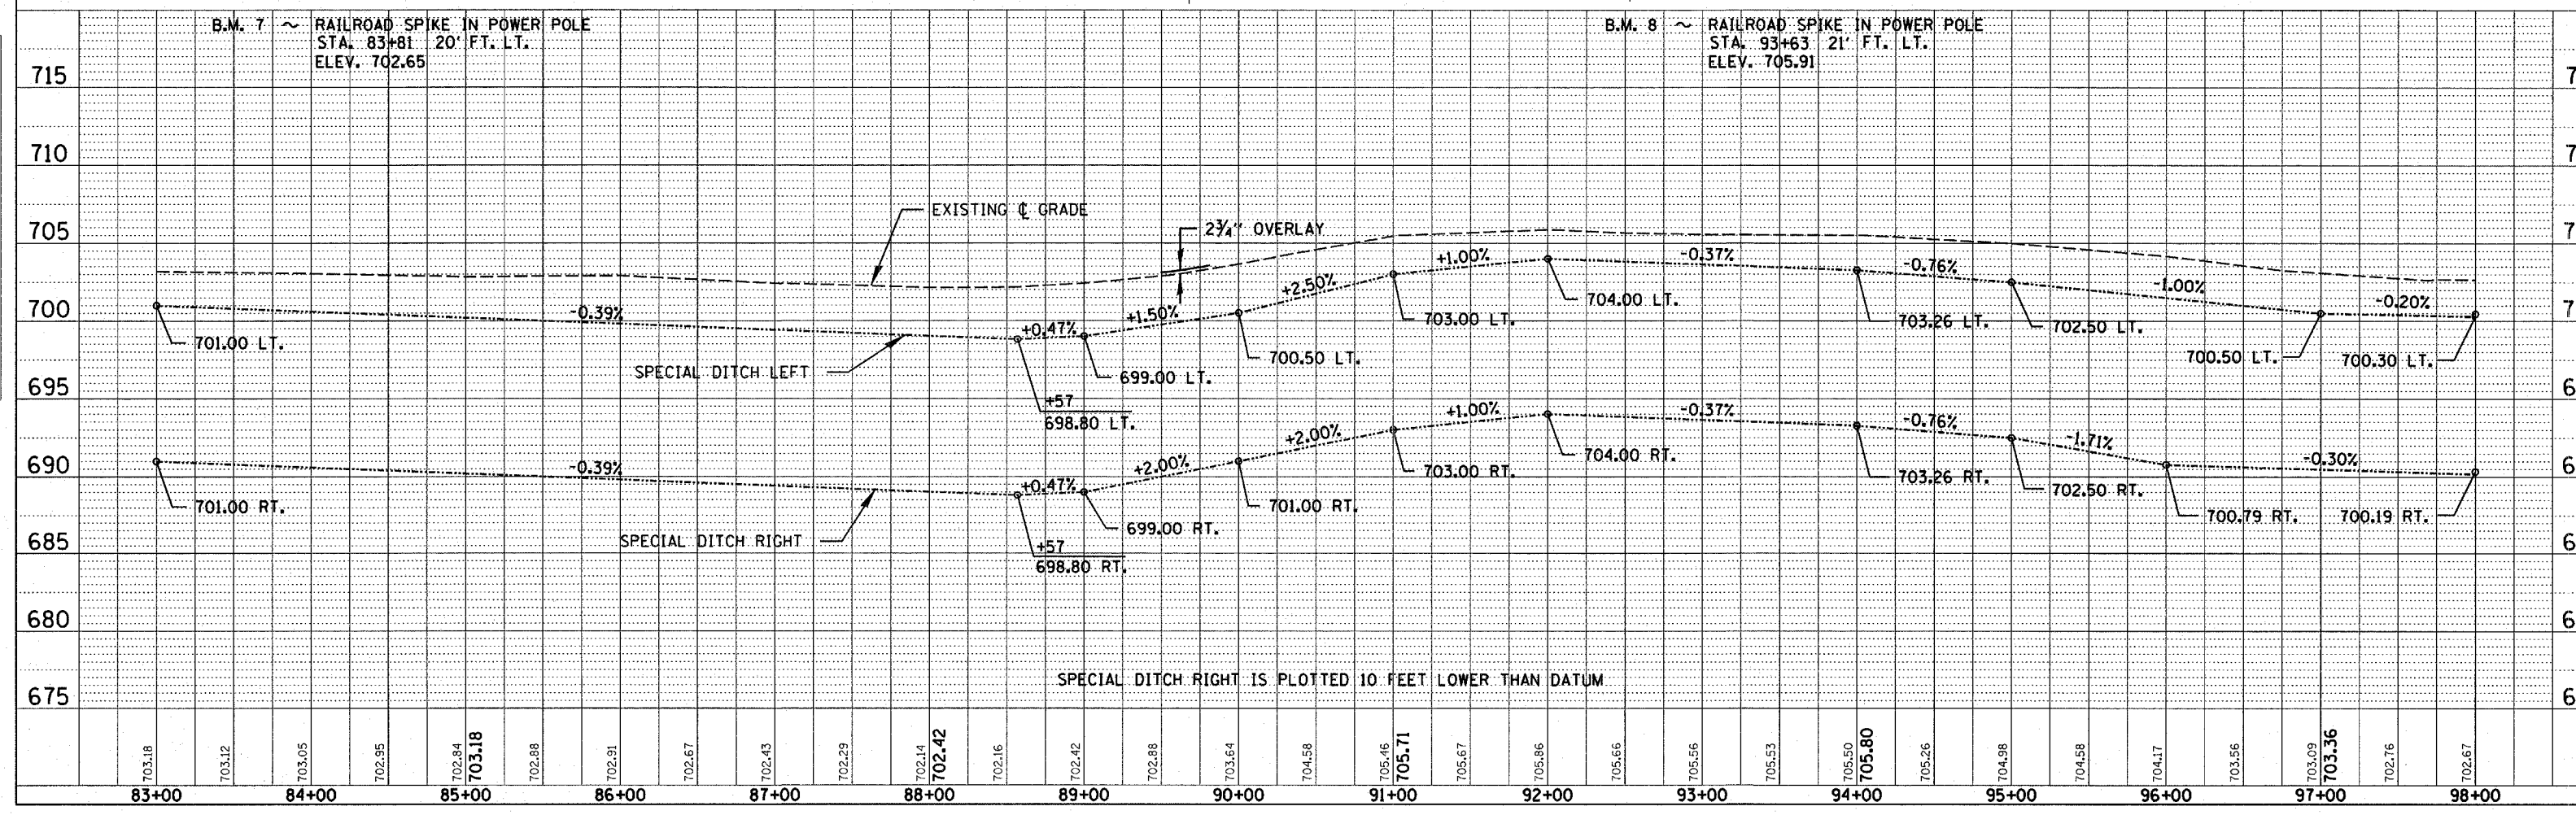 B.M. 7 ~ RAILROAD SPIKE IN POWER POLE
STA. 83+81 20' FT. LT.
ELEV. 702.65
B.M. 8 ~ RAILROAD SPIKE IN POWER POLE
STA. 93+63 21' FT. LT.
ELEV. 705.91
715
710
705
700
695
690
685
680
675
7
7
7
7
6
6
6
6
6
EXISTING ℄ GRADE
2¾" OVERLAY
-0.39%
+0.47%
+1.50%
+2.50%
+1.00%
-0.37%
-0.76%
-1.00%
-0.20%
701.00 LT.
SPECIAL DITCH LEFT
+57
698.80 LT.
699.00 LT.
700.50 LT.
703.00 LT.
704.00 LT.
703.26 LT.
702.50 LT.
700.50 LT.
700.30 LT.
-0.39%
+0.47%
+2.00%
+2.00%
+1.00%
-0.37%
-0.76%
-1.71%
-0.30%
701.00 RT.
SPECIAL DITCH RIGHT
+57
698.80 RT.
699.00 RT.
701.00 RT.
703.00 RT.
704.00 RT.
703.26 RT.
702.50 RT.
700.79 RT.
700.19 RT.
SPECIAL DITCH RIGHT IS PLOTTED 10 FEET LOWER THAN DATUM
703.18
703.12
703.05
702.95
702.84
703.18
702.88
702.91
702.67
702.43
702.29
702.14
702.42
702.16
702.42
702.88
703.64
704.58
705.46
705.71
705.67
705.86
705.66
705.56
705.53
705.50
705.80
705.26
704.98
704.58
704.17
703.56
703.09
703.36
702.76
702.67
83+00
84+00
85+00
86+00
87+00
88+00
89+00
90+00
91+00
92+00
93+00
94+00
95+00
96+00
97+00
98+00